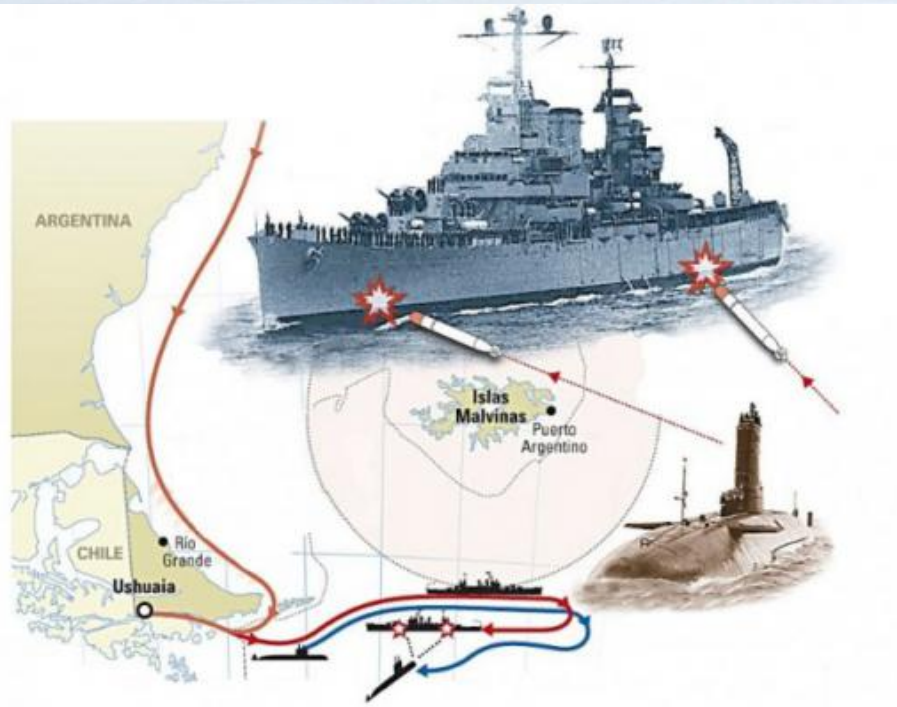 ARGENTINA
Islas
Malvinas
Puerto
Argentino
Río
Grande
CHILE
Ushuaia